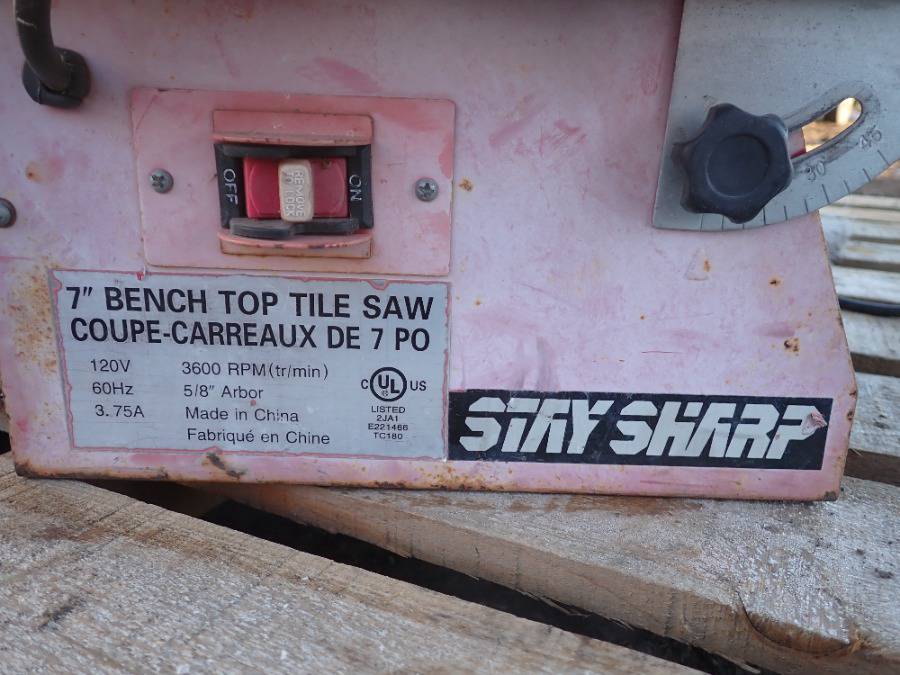 45
30
OFF
REMOVE
TO LOCK
ON
7" BENCH TOP TILE SAW
COUPE-CARREAUX DE 7 PO
120V 3600 RPM(tr/min)
60Hz 5/8" Arbor
3.75A Made in China
Fabriqué en Chine
C UL US
LISTED
2JA1
E221466
TC180
STAY SHARP